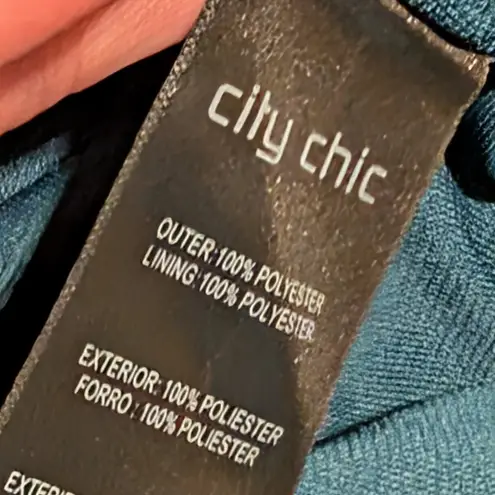 city chic
OUTER:100% POLYESTER
LINING:100% POLYESTER
EXTERIOR: 100% POLIESTER
FORRO : 100% POLIESTER